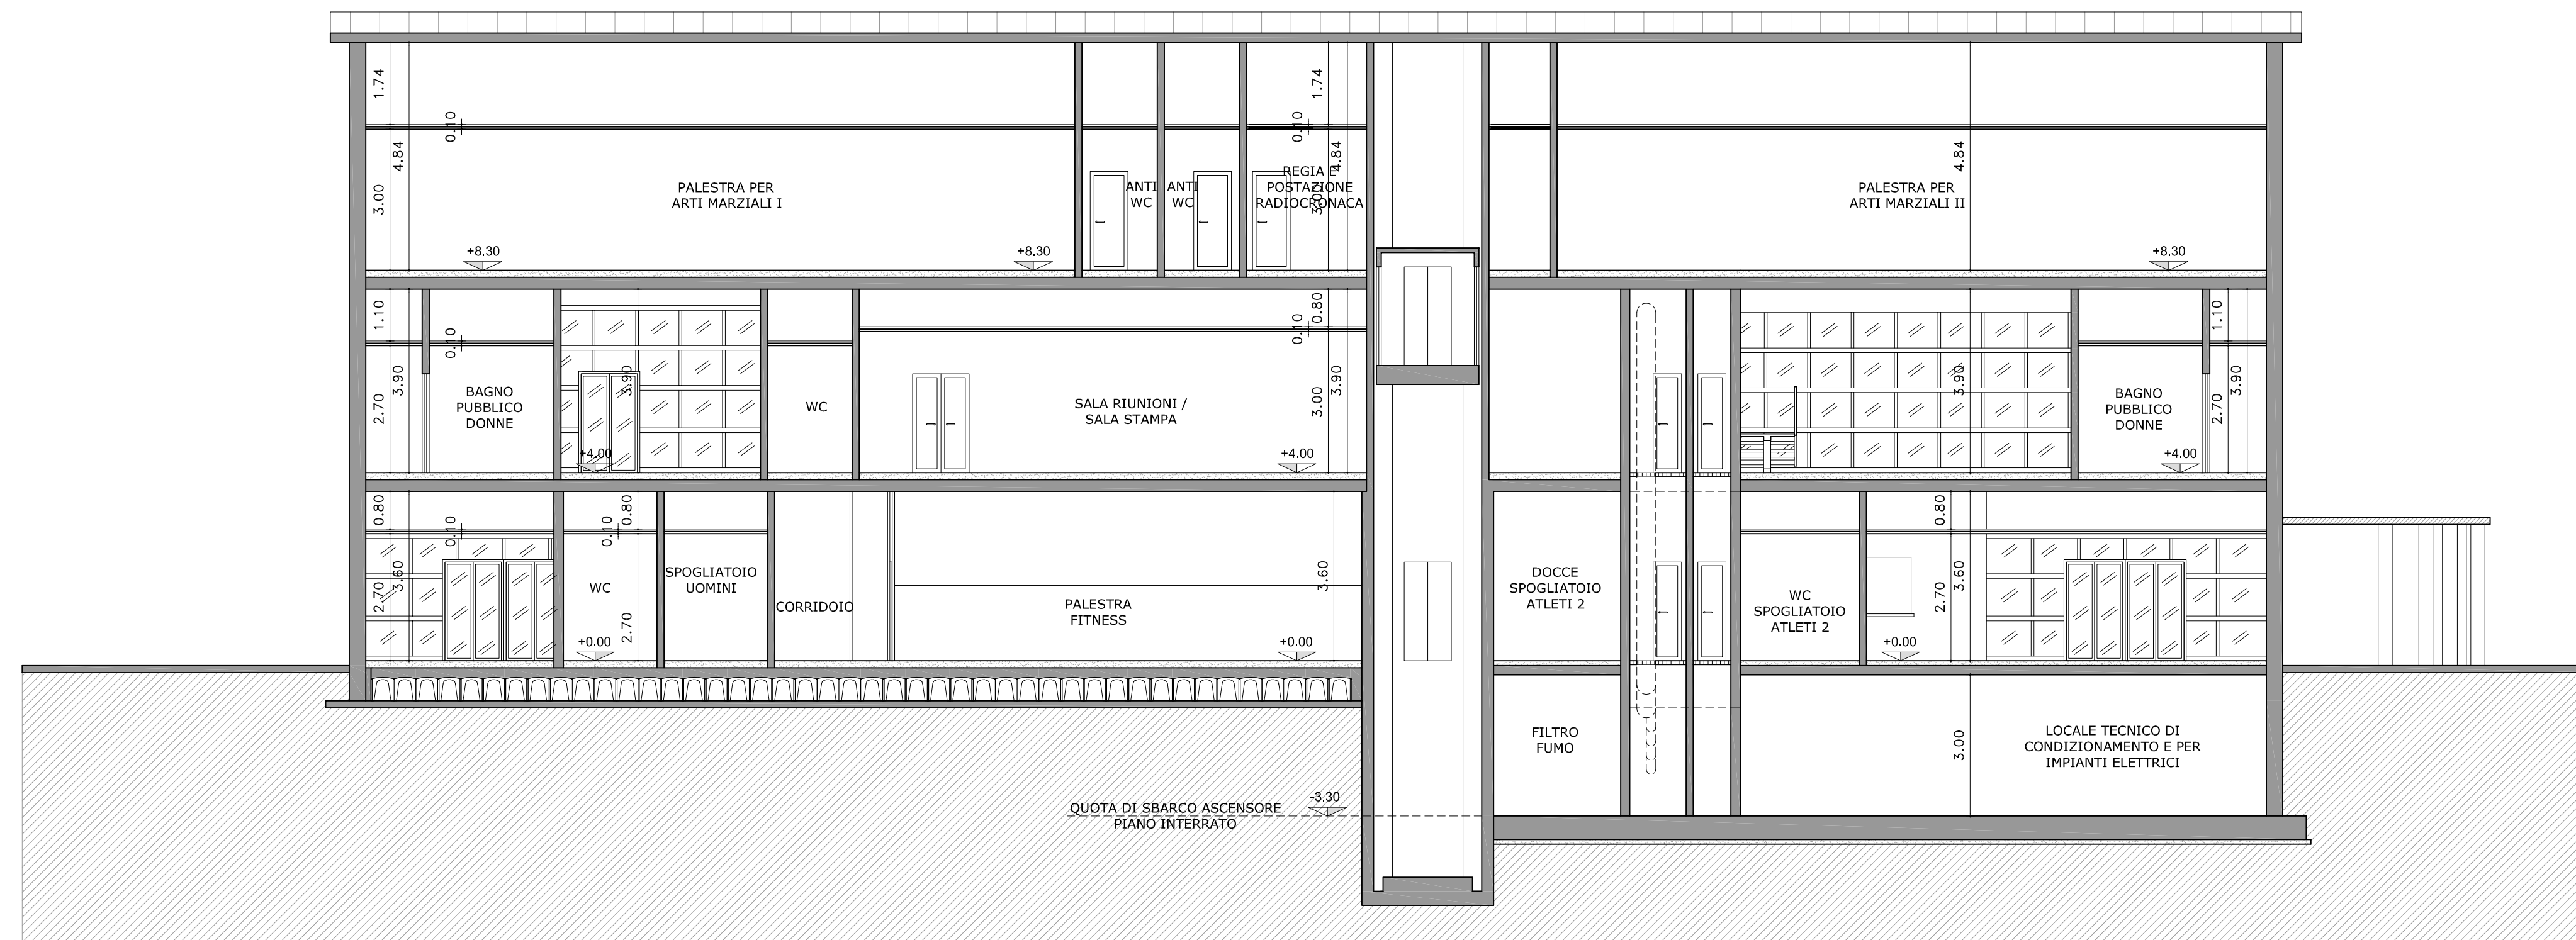 1.74
0.10
4.84
3.00
PALESTRA PER
ARTI MARZIALI I
+8.30
+8.30
ANTI
WC
ANTI
WC
REGIA E
POSTAZIONE
RADIOCRONACA
1.74
0.10
4.84
3.00
4.84
PALESTRA PER
ARTI MARZIALI II
+8.30
1.10
0.10
3.90
2.70
BAGNO
PUBBLICO
DONNE
3.90
+4.00
WC
SALA RIUNIONI /
SALA STAMPA
0.80
0.10
3.90
3.00
+4.00
3.90
BAGNO
PUBBLICO
DONNE
+4.00
1.10
3.90
2.70
0.80
0.10
3.60
2.70
0.80
0.10
WC
2.70
+0.00
SPOGLIATOIO
UOMINI
CORRIDOIO
PALESTRA
FITNESS
3.60
+0.00
DOCCE
SPOGLIATOIO
ATLETI 2
WC
SPOGLIATOIO
ATLETI 2
+0.00
0.80
3.60
2.70
FILTRO
FUMO
3.00
LOCALE TECNICO DI
CONDIZIONAMENTO E PER
IMPIANTI ELETTRICI
QUOTA DI SBARCO ASCENSORE
PIANO INTERRATO
-3.30